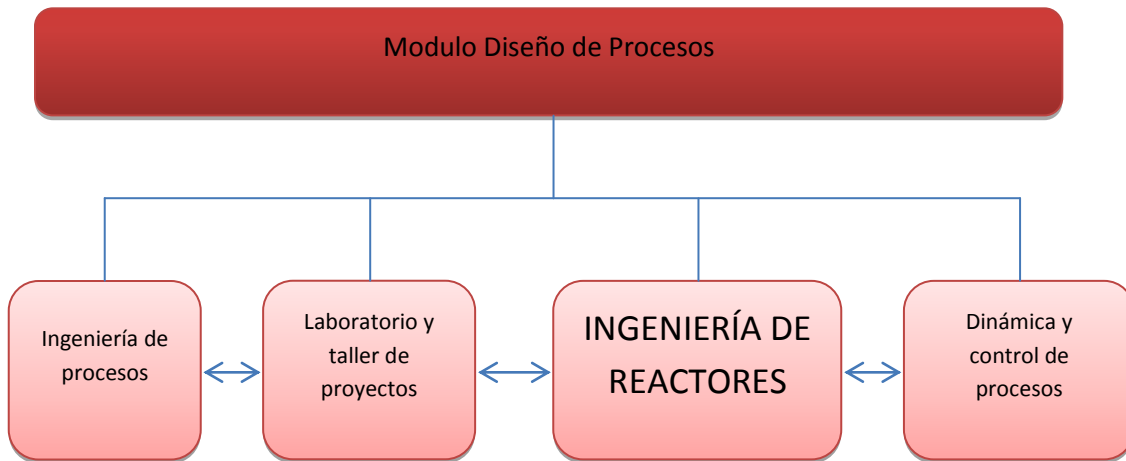 Modulo Diseño de Procesos
Ingeniería de
procesos
Laboratorio y
taller de
proyectos
INGENIERÍA DE
REACTORES
Dinámica y
control de
procesos